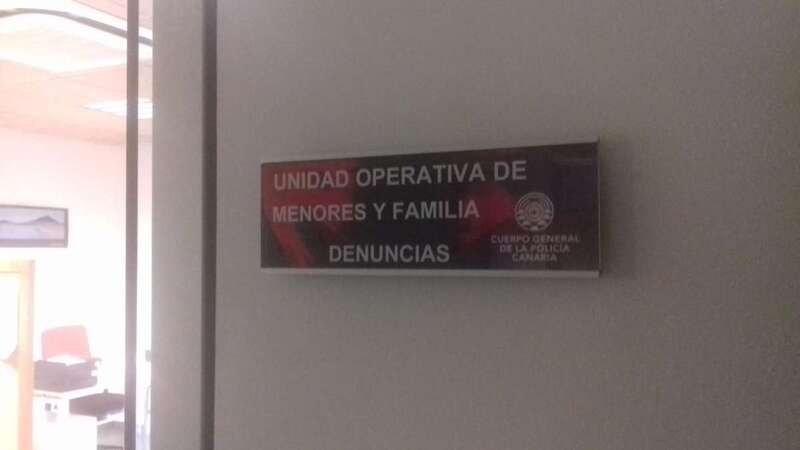 UNIDAD OPERATIVA DE
MENORES Y FAMILIA
DENUNCIAS
CUERPO GENERAL
DE LA POLICÍA
CANARIA